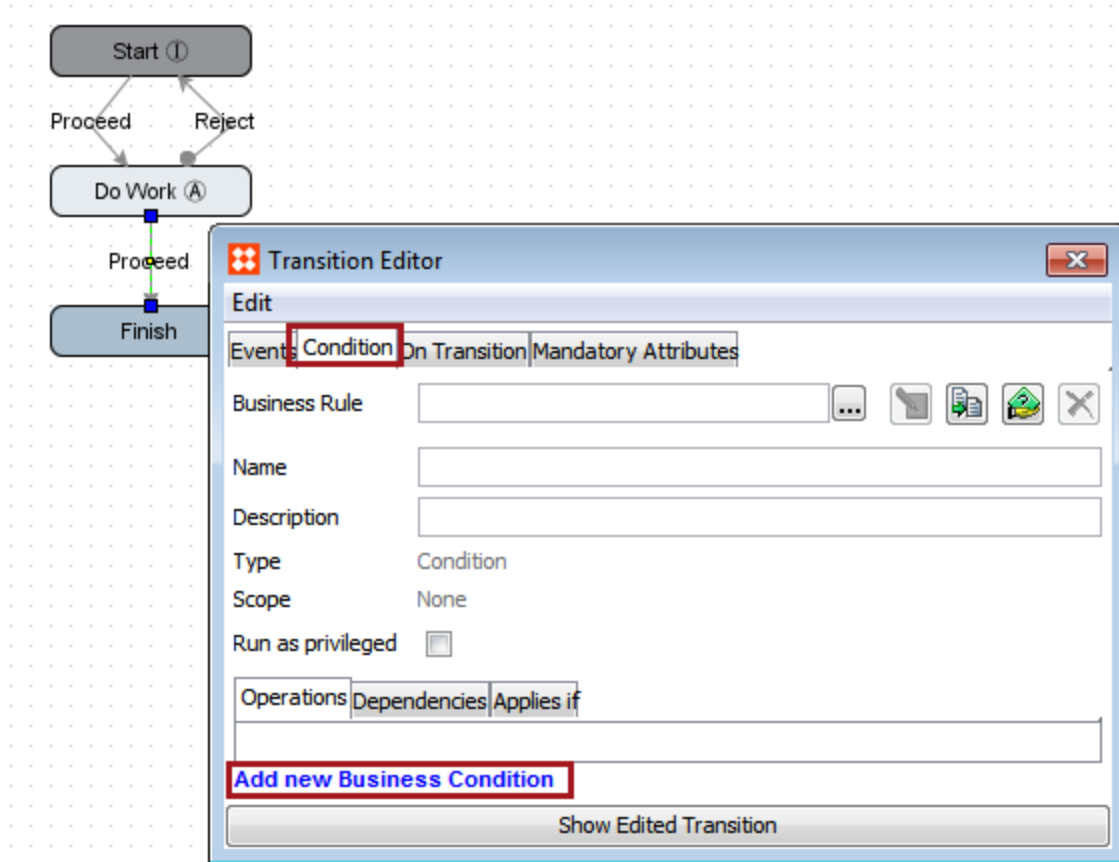 Start Ⓘ
Proceed Reject
Do Work Ⓐ
Proceed
Finish
Transition Editor
Edit
Events Condition On Transition Mandatory Attributes
Business Rule ...
Name
Description
Type Condition
Scope None
Run as privileged
Operations Dependencies Applies if
Add new Business Condition
Show Edited Transition